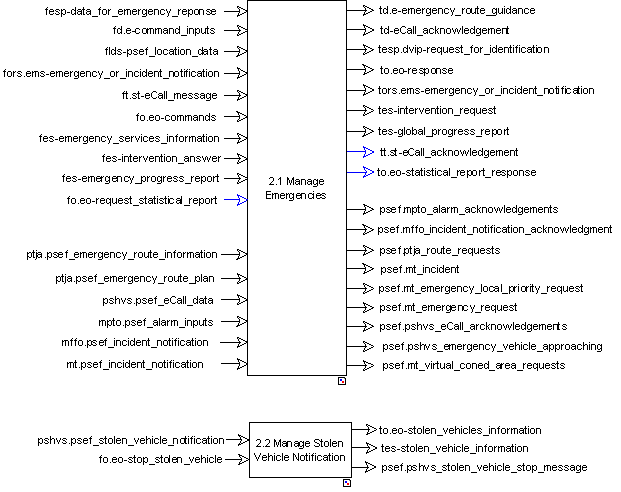 fesp-data_for_emergency_reponse
fd.e-command_inputs
flds-psef_location_data
fors.ems-emergency_or_incident_notification
ft.st-eCall_message
fo.eo-commands
fes-emergency_services_information
fes-intervention_answer
fes-emergency_progress_report
fo.eo-request_statistical_report
ptja.psef_emergency_route_information
ptja.psef_emergency_route_plan
pshvs.psef_eCall_data
mpto.psef_alarm_inputs
mffo.psef_incident_notification
mt.psef_incident_notification
2.1 Manage
Emergencies
td.e-emergency_route_guidance
td-eCall_acknowledgement
tesp.dvip-request_for_identification
to.eo-response
tors.ems-emergency_or_incident_notification
tes-intervention_request
tes-global_progress_report
tt.st-eCall_acknowledgement
to.eo-statistical_report_response
psef.mpto_alarm_acknowledgements
psef.mffo_incident_notification_acknowledgment
psef.ptja_route_requests
psef.mt_incident
psef.mt_emergency_local_priority_request
psef.mt_emergency_request
psef.pshvs_eCall_arcknowledgements
psef.pshvs_emergency_vehicle_approaching
psef.mt_virtual_coned_area_requests
pshvs.psef_stolen_vehicle_notification
fo.eo-stop_stolen_vehicle
2.2 Manage Stolen
Vehicle Notification
to.eo-stolen_vehicles_information
tes-stolen_vehicle_information
psef.pshvs_stolen_vehicle_stop_message